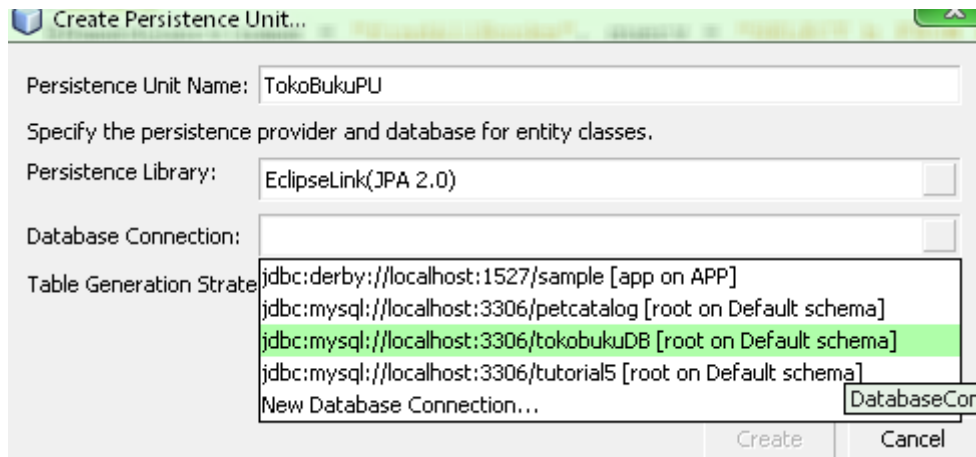 Create Persistence Unit...
Persistence Unit Name: TokoBukuPU
Specify the persistence provider and database for entity classes.
Persistence Library: EclipseLink(JPA 2.0)
Database Connection:
Table Generation Strate
jdbc:derby://localhost:1527/sample [app on APP]
jdbc:mysql://localhost:3306/petcatalog [root on Default schema]
jdbc:mysql://localhost:3306/tokobukuDB [root on Default schema]
jdbc:mysql://localhost:3306/tutorial5 [root on Default schema]
New Database Connection...
DatabaseCon
Create Cancel